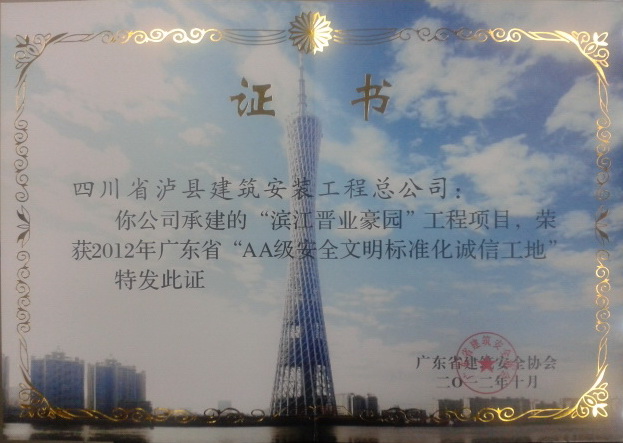 证书
四川省泸县建筑安装工程总公司：
你公司承建的“滨江晋业豪园”工程项目，荣
获2012年广东省“AA级安全文明标准化诚信工地”
特发此证
广东省建筑安全协会
二〇一二年十月